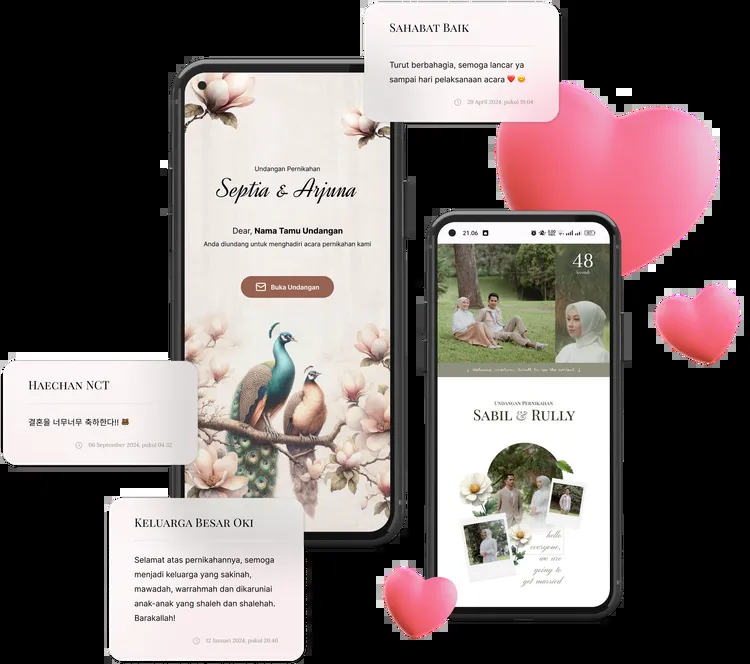 SAHABAT BAIK
Turut berbahagia, semoga lancar ya
sampai hari pelaksanaan acara ❤️ 😊
29 April 2024, pukul 19.04
Undangan Pernikahan
Septia & Arjuna
Dear, Nama Tamu Undangan
Anda diundang untuk menghadiri acara pernikahan kami
Buka Undangan
21.06
48
Seconds
UNDANGAN PERNIKAHAN
SABIL & RULLY
hello
everyone,
we are
going to
get married
HAECHAN NCT
결혼을 너무너무 축하한다!! 🐻
06 September 2024, pukul 04.32
KELUARGA BESAR OKI
Selamat atas pernikahannya, semoga
menjadi keluarga yang sakinah,
mawadah, warrahmah dan dikaruniai
anak-anak yang shaleh dan shalehah.
Barakallah!
12 Januari 2024, pukul 20.40